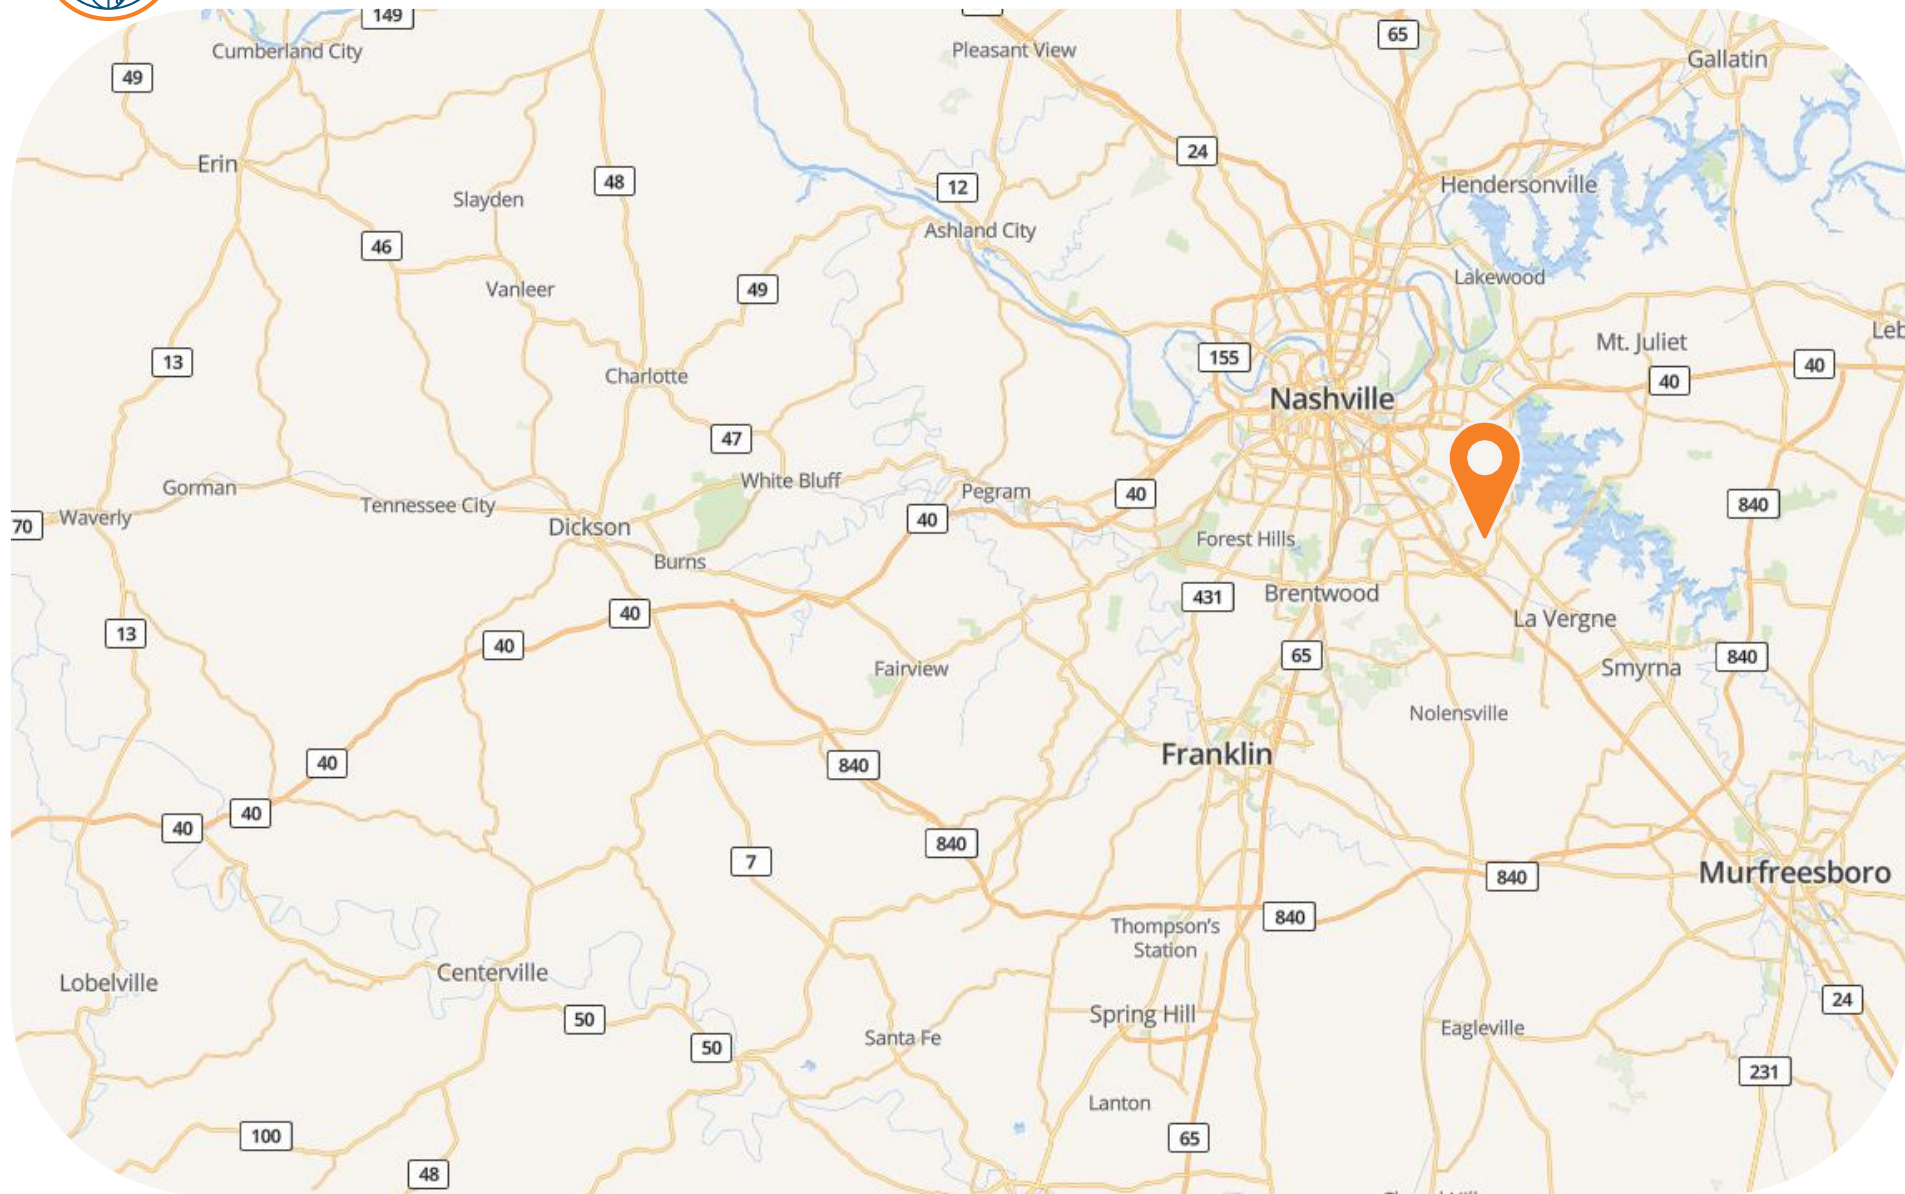 149
65
Cumberland City
Pleasant View
Gallatin
49
24
Erin
48
12
Hendersonville
Slayden
Ashland City
46
Lakewood
Vanleer
49
Mt. Juliet
155
13
40
Charlotte
40
Nashville
47
White Bluff
Gorman
Pegram
40
Tennessee City
840
70
Waverly
40
Dickson
Forest Hills
Burns
431
Brentwood
40
La Vergne
13
40
65
840
Smyrna
Fairview
Nolensville
Franklin
40
840
40
40
840
7
840
Murfreesboro
840
Thompson's
Station
Centerville
Lobelville
24
Spring Hill
50
Eagleville
Santa Fe
50
231
Lanton
100
65
48